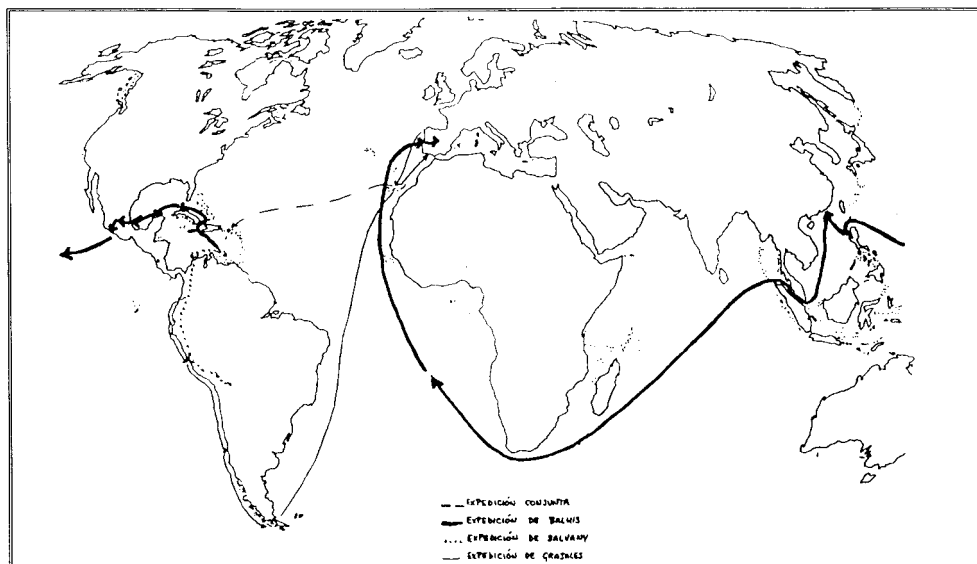 EXPEDICIÓN CONJUNTA
EXPEDICIÓN DE BALMIS
EXPEDICIÓN DE SALVANY
EXPEDICIÓN DE GRAJALES